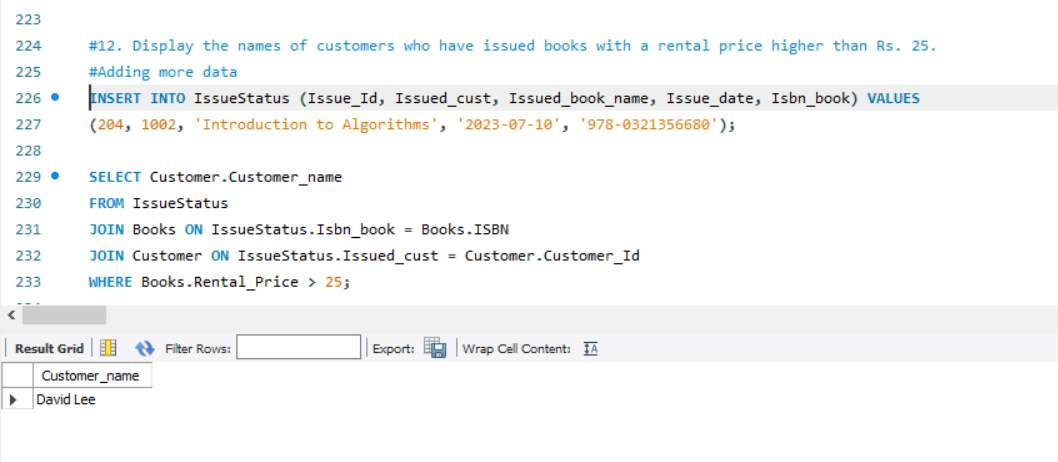 223
224 #12. Display the names of customers who have issued books with a rental price higher than Rs. 25.
225 #Adding more data
226 INSERT INTO IssueStatus (Issue_Id, Issued_cust, Issued_book_name, Issue_date, Isbn_book) VALUES
227 (204, 1002, 'Introduction to Algorithms', '2023-07-10', '978-0321356680');
228
229 SELECT Customer.Customer_name
230 FROM IssueStatus
231 JOIN Books ON IssueStatus.Isbn_book = Books.ISBN
232 JOIN Customer ON IssueStatus.Issued_cust = Customer.Customer_Id
233 WHERE Books.Rental_Price > 25;
Result Grid Filter Rows: Export: Wrap Cell Content: IA
Customer_name
David Lee